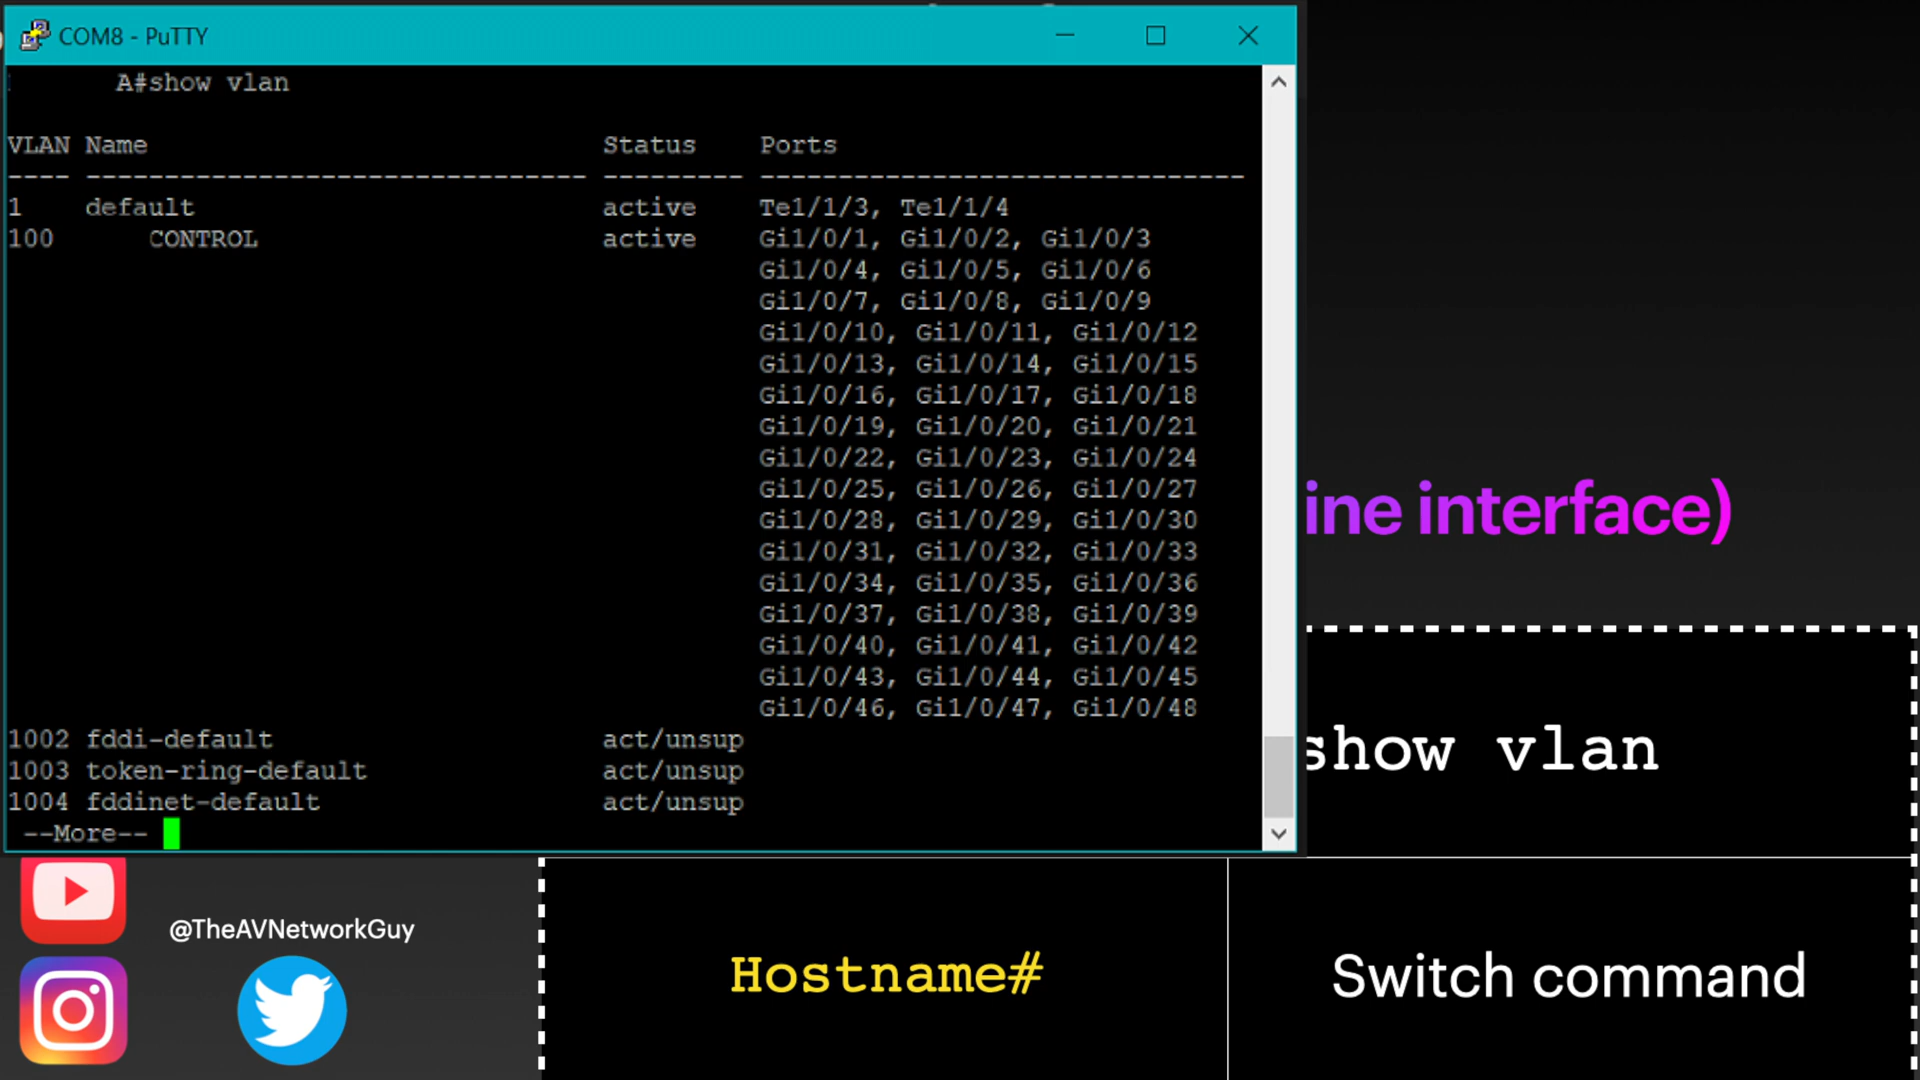 COM8 - PuTTY
A#show vlan
VLAN Name Status Ports
---- -------------------------------- --------- -------------------------------
1 default active Te1/1/3, Te1/1/4
100 CONTROL active Gi1/0/1, Gi1/0/2, Gi1/0/3
Gi1/0/4, Gi1/0/5, Gi1/0/6
Gi1/0/7, Gi1/0/8, Gi1/0/9
Gi1/0/10, Gi1/0/11, Gi1/0/12
Gi1/0/13, Gi1/0/14, Gi1/0/15
Gi1/0/16, Gi1/0/17, Gi1/0/18
Gi1/0/19, Gi1/0/20, Gi1/0/21
Gi1/0/22, Gi1/0/23, Gi1/0/24
Gi1/0/25, Gi1/0/26, Gi1/0/27
Gi1/0/28, Gi1/0/29, Gi1/0/30
Gi1/0/31, Gi1/0/32, Gi1/0/33
Gi1/0/34, Gi1/0/35, Gi1/0/36
Gi1/0/37, Gi1/0/38, Gi1/0/39
Gi1/0/40, Gi1/0/41, Gi1/0/42
Gi1/0/43, Gi1/0/44, Gi1/0/45
Gi1/0/46, Gi1/0/47, Gi1/0/48
1002 fddi-default act/unsup
1003 token-ring-default act/unsup
1004 fddinet-default act/unsup
--More--
ine interface)
show vlan
@TheAVNetworkGuy
Hostname#
Switch command